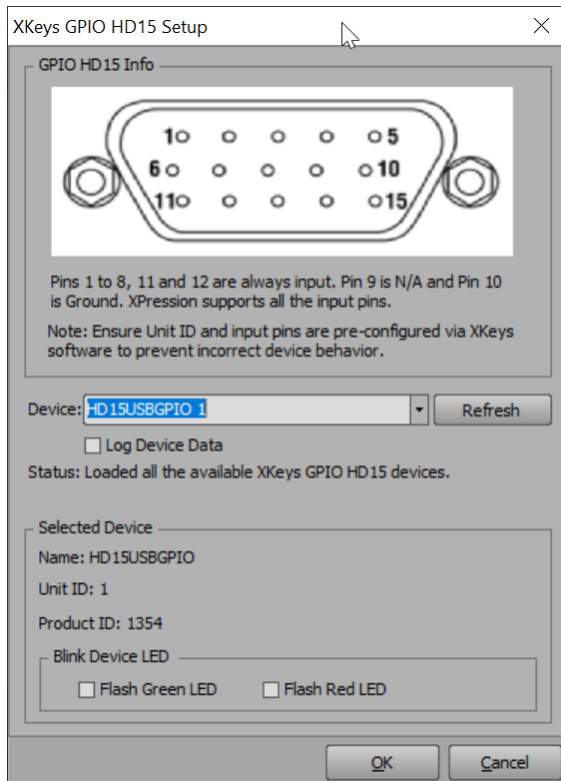 XKeys GPIO HD15 Setup
GPIO HD15 Info
1 5
6 10
11 15
Pins 1 to 8, 11 and 12 are always input. Pin 9 is N/A and Pin 10
is Ground. XPression supports all the input pins.
Note: Ensure Unit ID and input pins are pre-configured via XKeys
software to prevent incorrect device behavior.
Device: HD15USBGPIO 1 Refresh
Log Device Data
Status: Loaded all the available XKeys GPIO HD15 devices.
Selected Device
Name: HD15USBGPIO
Unit ID: 1
Product ID: 1354
Blink Device LED
Flash Green LED Flash Red LED
OK Cancel